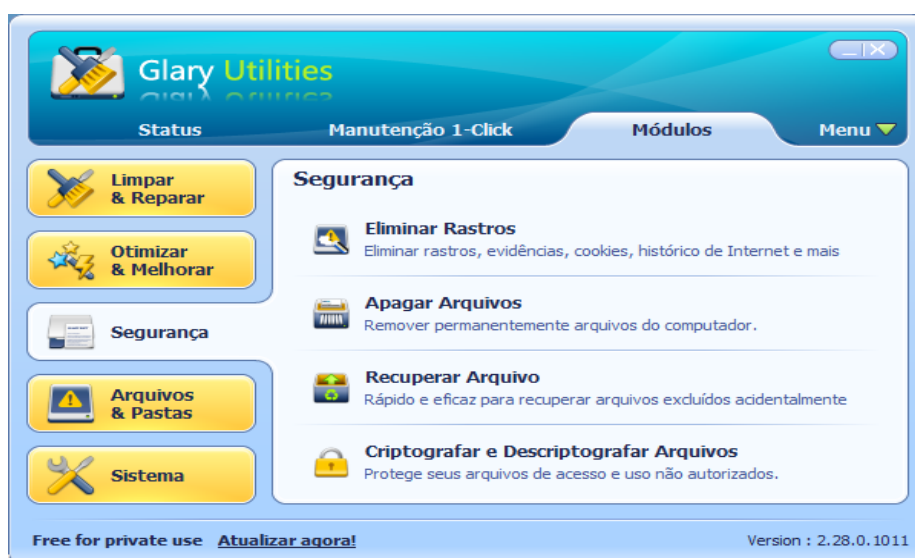 Glary Utilities
Status
Manutenção 1-Click
Módulos
Menu
Limpar
& Reparar
Otimizar
& Melhorar
Segurança
Arquivos
& Pastas
Sistema
Segurança
Eliminar Rastros
Eliminar rastros, evidências, cookies, histórico de Internet e mais
Apagar Arquivos
Remover permanentemente arquivos do computador.
Recuperar Arquivo
Rápido e eficaz para recuperar arquivos excluídos acidentalmente
Criptografar e Descriptografar Arquivos
Protege seus arquivos de acesso e uso não autorizados.
Free for private use Atualizar agora!
Version : 2.28.0.1011